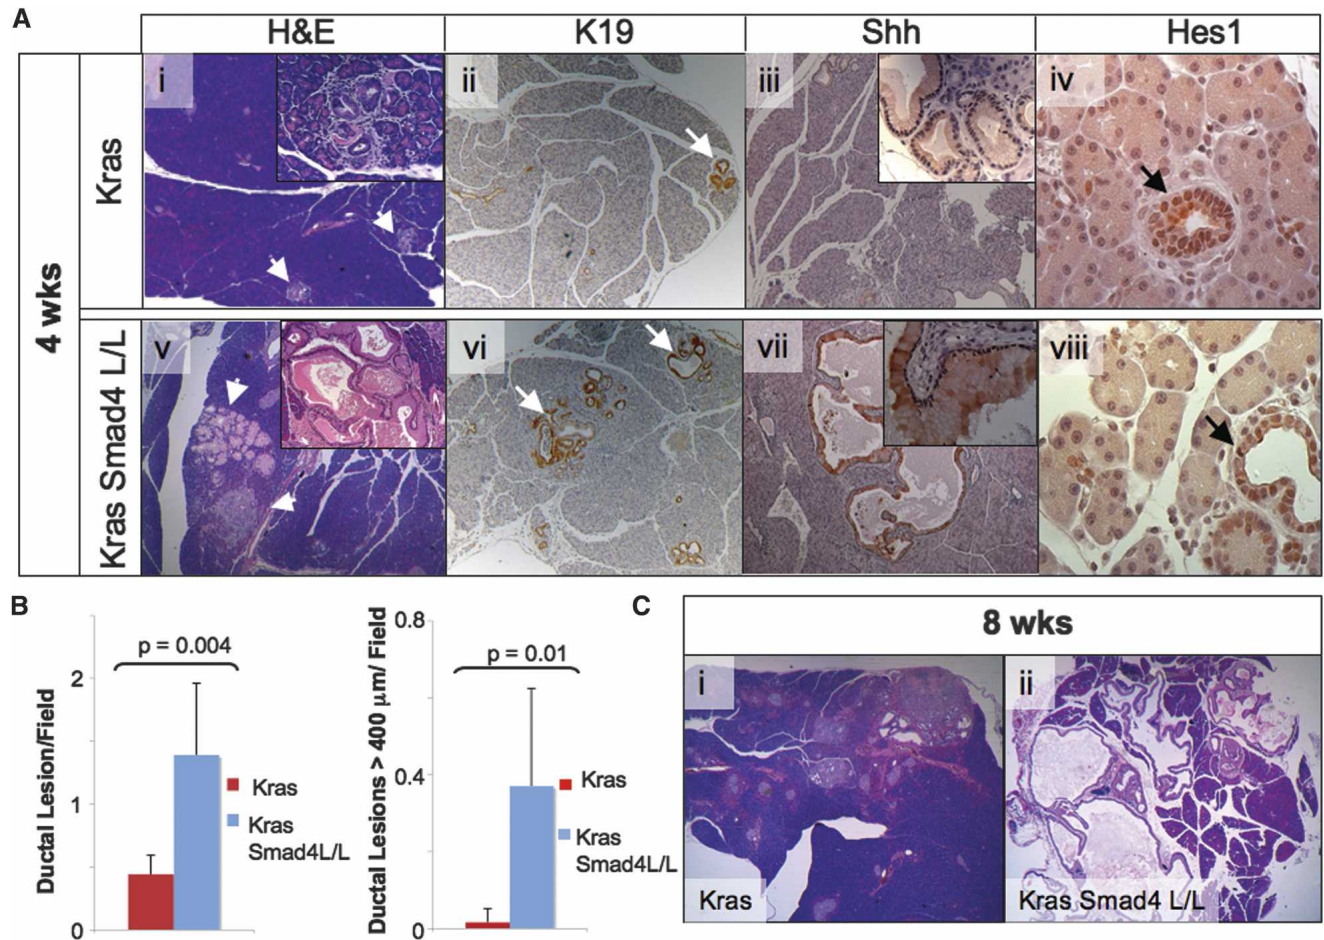 A
H&E K19 Shh Hes1
4 wks
Kras
i ii iii iv
Kras Smad4 L/L
v vi vii viii
B
Ductal Lesion/Field
2
1
0
p = 0.004
Kras
Kras
Smad4L/L
Ductal Lesions > 400 μm/ Field
0.8
0.4
0
p = 0.01
Kras
Kras
Smad4L/L
C
8 wks
i ii
Kras Kras Smad4 L/L